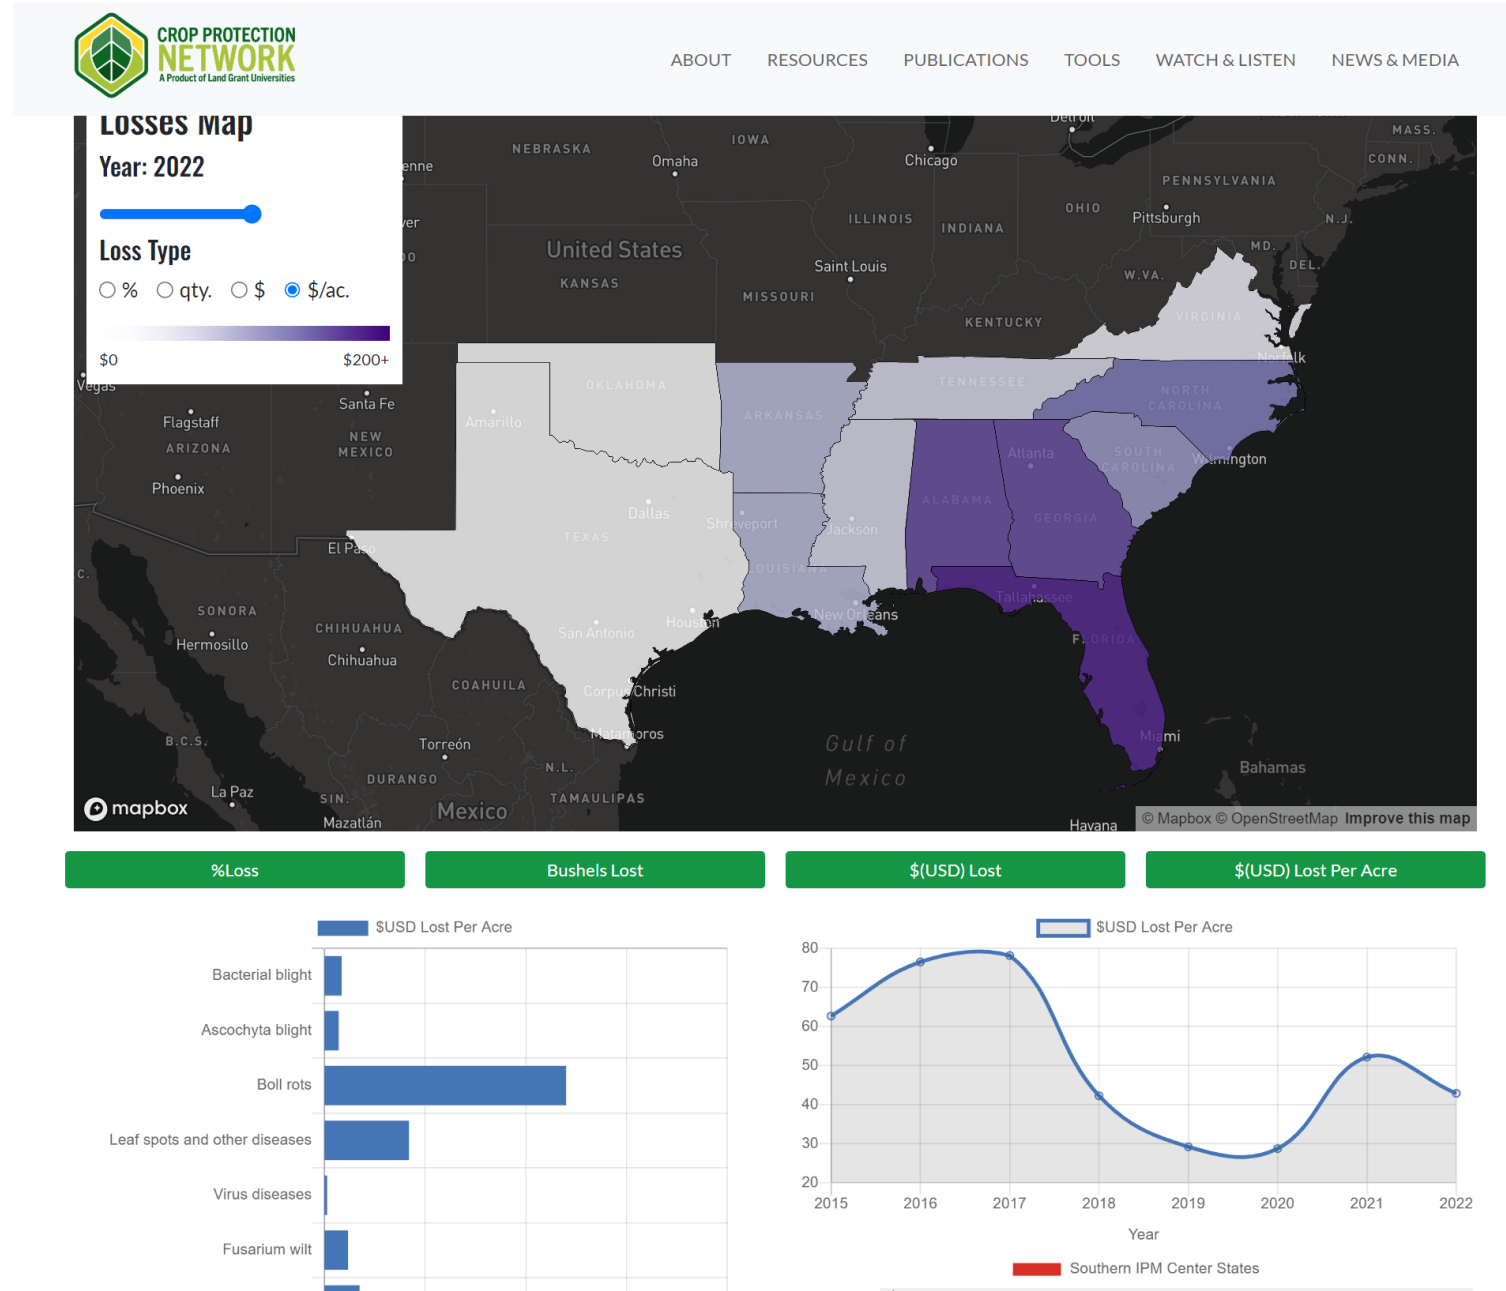 CROP PROTECTION
NETWORK
A Product of Land Grant Universities
ABOUT
RESOURCES
PUBLICATIONS
TOOLS
WATCH & LISTEN
NEWS & MEDIA
Losses Map
Year: 2022
Loss Type
%
qty.
$
$/ac.
$0
$200+
Detroit
MASS.
IOWA
NEBRASKA
Omaha
Chicago
CONN.
enne
PENNSYLVANIA
OHIO
Pittsburgh
N.J.
ver
ILLINOIS
INDIANA
United States
MD.
DO
Saint Louis
DEL.
W.VA.
KANSAS
MISSOURI
VIRGINIA
KENTUCKY
Norfolk
Vegas
OKLAHOMA
TENNESSEE
NORTH
CAROLINA
Santa Fe
Flagstaff
Amarillo
ARKANSAS
NEW
MEXICO
ARIZONA
Atlanta
SOUTH
CAROLINA
Wilmington
Phoenix
Dallas
Shreveport
Jackson
ALABAMA
GEORGIA
TEXAS
El Paso
LOUISIANA
.C.
Tallahassee
SONORA
Houston
New Orleans
CHIHUAHUA
San Antonio
FLORIDA
Hermosillo
Chihuahua
COAHUILA
Corpus Christi
Matamoros
Miami
B.C.S.
Torreón
Gulf of
Mexico
N.L.
Bahamas
DURANGO
La Paz
SIN.
TAMAULIPAS
mapbox
Mexico
Mazatlán
Havana
© Mapbox © OpenStreetMap Improve this map
%Loss
Bushels Lost
$(USD) Lost
$(USD) Lost Per Acre
$USD Lost Per Acre
Bacterial blight
Ascochyta blight
Boll rots
Leaf spots and other diseases
Virus diseases
Fusarium wilt
$USD Lost Per Acre
80
70
60
50
40
30
20
2015 2016 2017 2018 2019 2020 2021 2022
Year
Southern IPM Center States